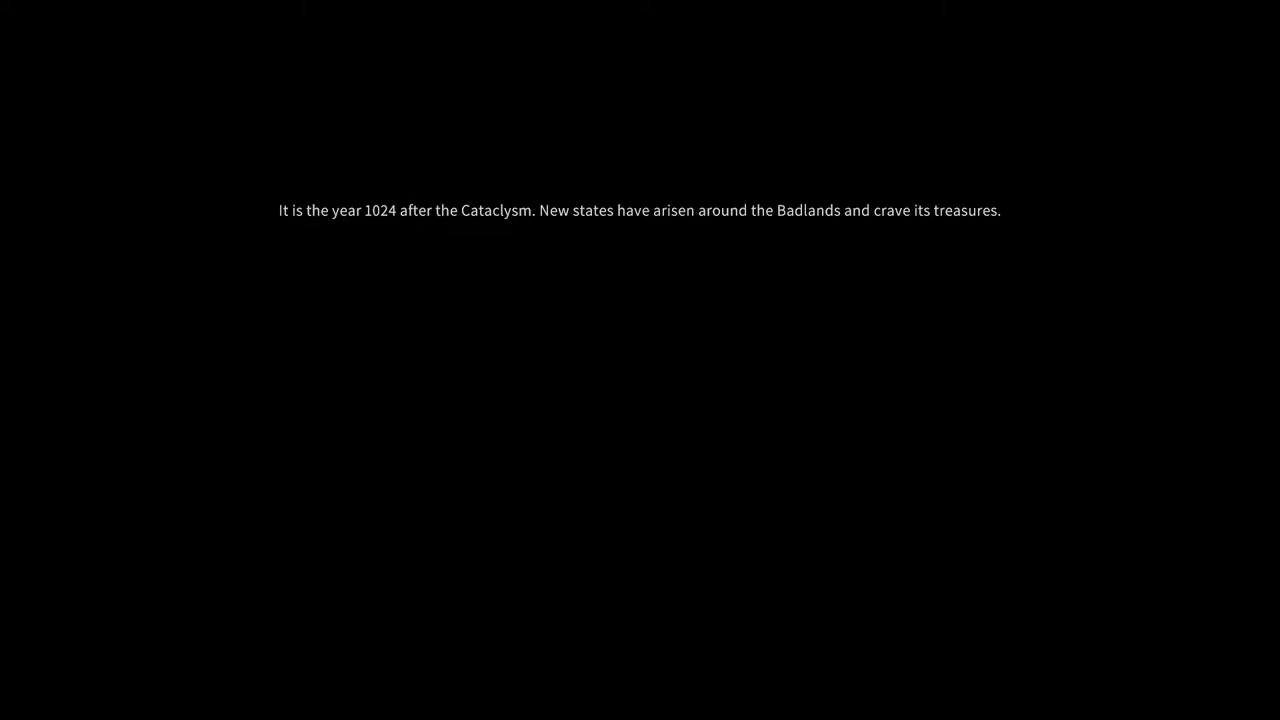 It is the year 1024 after the Cataclysm. New states have arisen around the Badlands and crave its treasures.